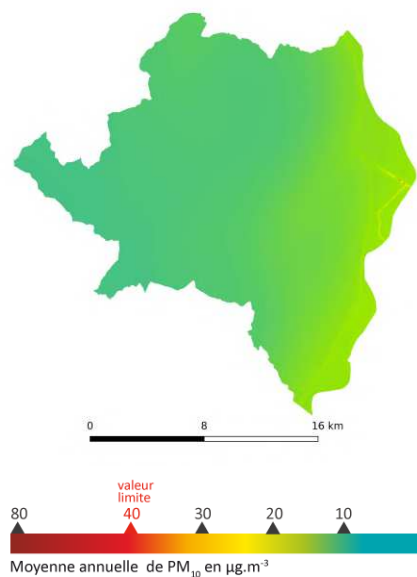 0 8 16 km
valeur
limite
80 40 30 20 10
Moyenne annuelle de PM₁₀ en µg.m⁻³